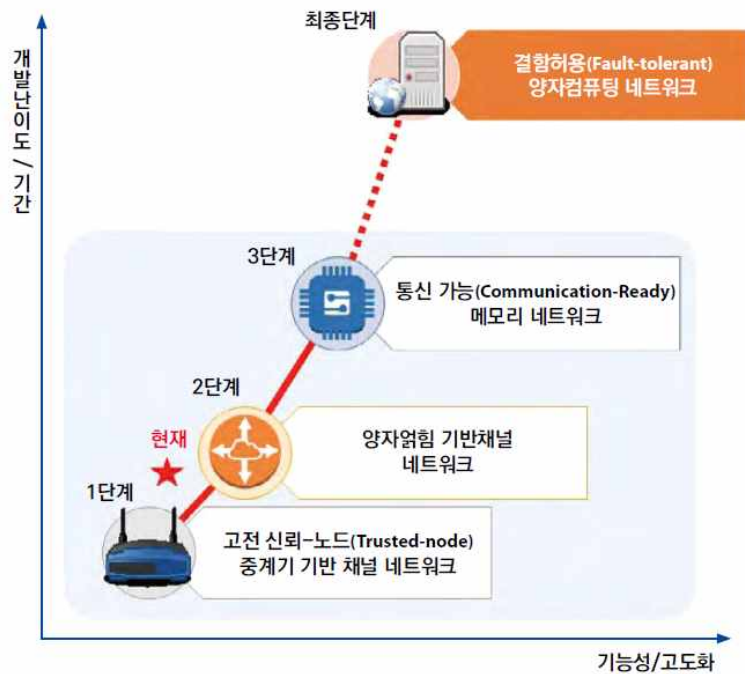 최종단계
결함허용(Fault-tolerant)
양자컴퓨팅 네트워크
개발난이도 / 기간
3단계
통신 가능(Communication-Ready)
메모리 네트워크
2단계
현재
양자얽힘 기반채널
네트워크
1단계
고전 신뢰-노드(Trusted-node)
중계기 기반 채널 네트워크
기능성/고도화